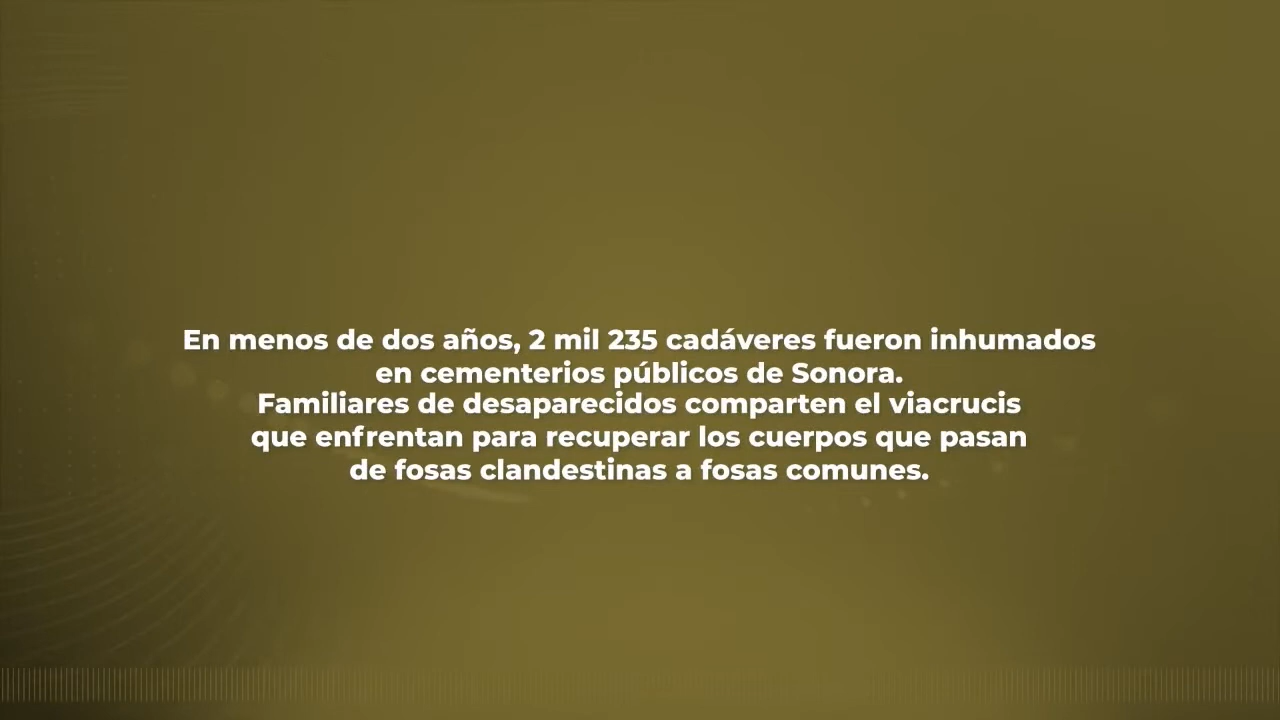 En menos de dos años, 2 mil 235 cadáveres fueron inhumados
en cementerios públicos de Sonora.
Familiares de desaparecidos comparten el viacrucis
que enfrentan para recuperar los cuerpos que pasan
de fosas clandestinas a fosas comunes.